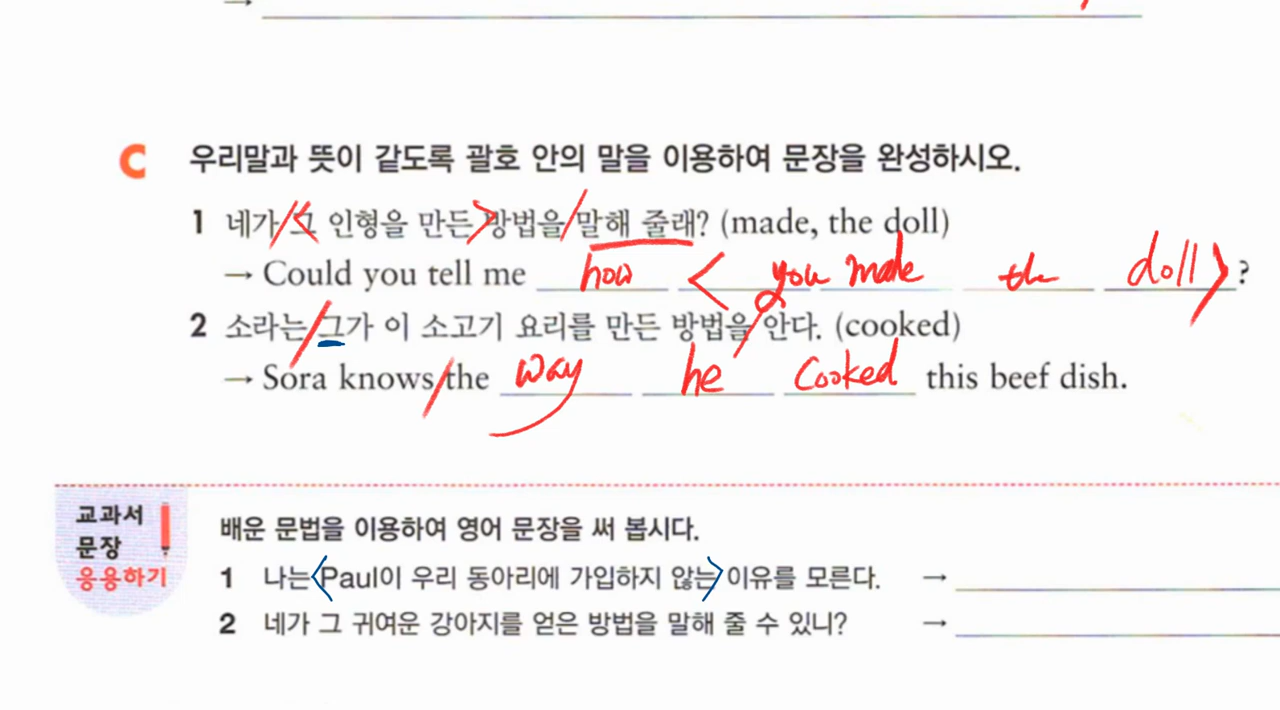 C 우리말과 뜻이 같도록 괄호 안의 말을 이용하여 문장을 완성하시오.
1 네가 그 인형을 만든 방법을 말해 줄래? (made, the doll)
→ Could you tell me how you made the doll?
2 소라는 그가 이 소고기 요리를 만든 방법을 안다. (cooked)
→ Sora knows the way he cooked this beef dish.
교과서
문장
응용하기
배운 문법을 이용하여 영어 문장을 써 봅시다.
1 나는 <Paul이 우리 동아리에 가입하지 않는> 이유를 모른다. →
2 네가 그 귀여운 강아지를 얻은 방법을 말해 줄 수 있니? →